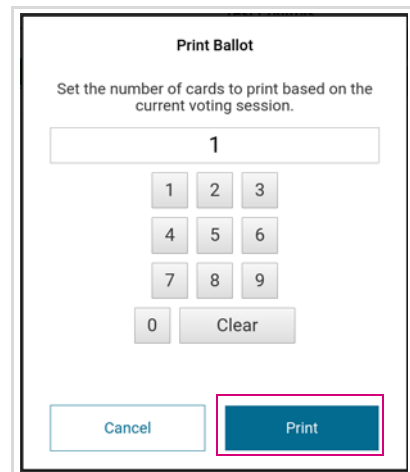 Print Ballot
Set the number of cards to print based on the
current voting session.
1
1 2 3
4 5 6
7 8 9
0 Clear
Cancel Print